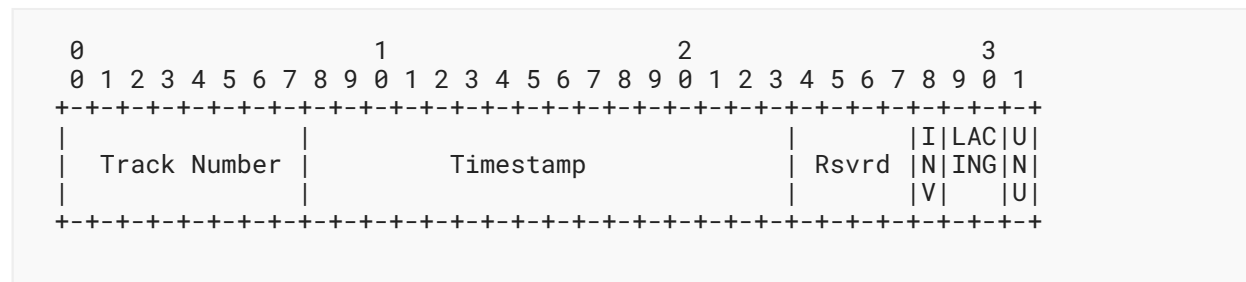 0                   1                   2                   3
 0 1 2 3 4 5 6 7 8 9 0 1 2 3 4 5 6 7 8 9 0 1 2 3 4 5 6 7 8 9 0 1
+-+-+-+-+-+-+-+-+-+-+-+-+-+-+-+-+-+-+-+-+-+-+-+-+-+-+-+-+-+-+-+-+
|               |                               |       |I|LAC|U|
|  Track Number |         Timestamp             | Rsvrd |N|ING|N|
|               |                               |       |V|   |U|
+-+-+-+-+-+-+-+-+-+-+-+-+-+-+-+-+-+-+-+-+-+-+-+-+-+-+-+-+-+-+-+-+